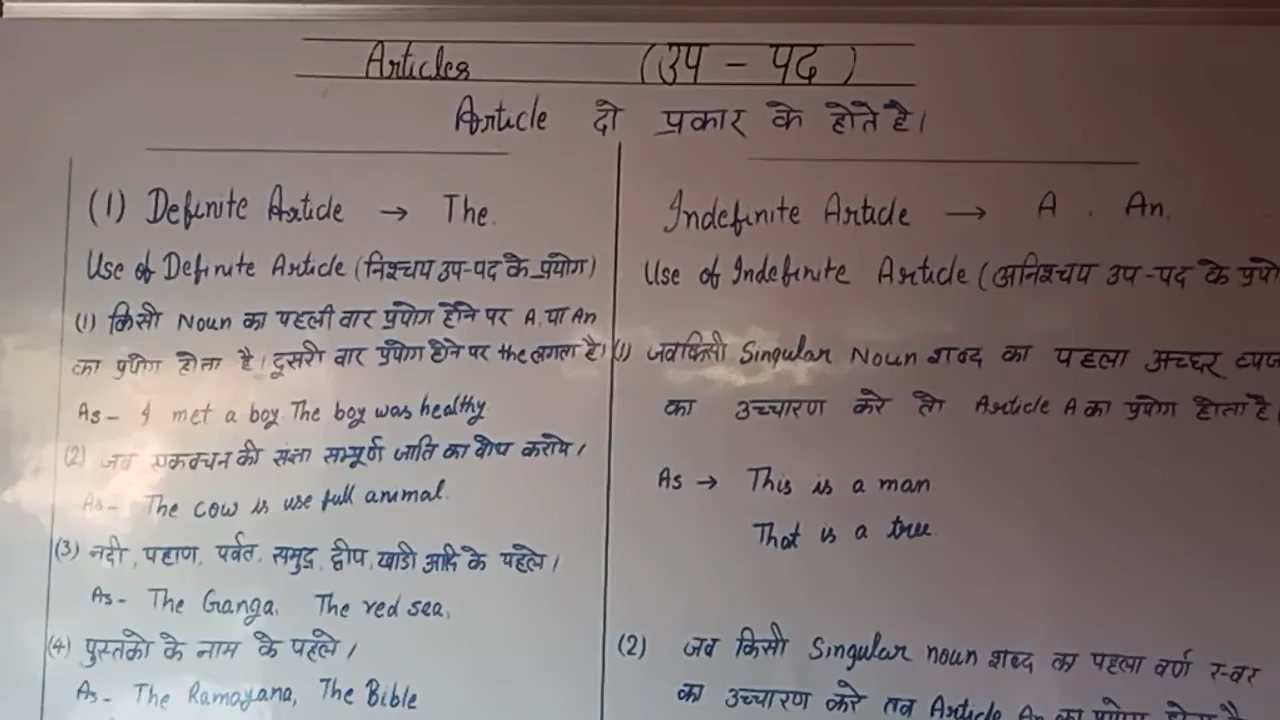 Articles (उप - पद)
Article दो प्रकार के होते है।
(1) Definite Article → The.
Use of Definite Article (निश्चय उप-पद के प्रयोग)
(1) किसी Noun का पहली वार प्रयोग होने पर A, या An
का प्रयोग होता है। दूसरी वार प्रयोग होने पर the लगता है।
As - I met a boy. The boy was healthy.
(2) जव एकवचन की संज्ञा सम्पूर्ण जाति का वोध कराये।
As - The cow is use full animal.
(3) नदी, पहाण, पर्वत, समुद्र, द्वीप, खाडी आदि के पहले।
As - The Ganga. The red sea,
(4) पुस्तको के नाम के पहले।
As - The Ramayana, The Bible
Indefinite Article → A , An.
Use of Indefinite Article (अनिश्चय उप-पद के
(1) जवकिसी Singular Noun शब्द का पहला अच्छर
का उच्चारण करे तो Article A का प्रयोग होता है
As → This is a man.
That is a tree.
(2) जव किसी Singular noun शब्द का पहला वर्ण स्वर
का उच्चारण करे तव Article An का प्रयोग होता है